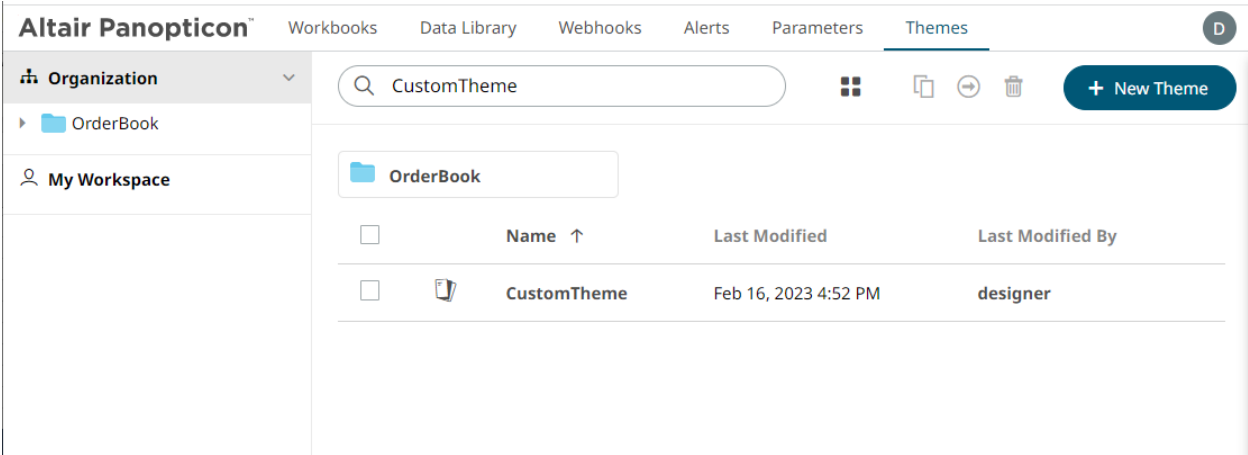 Altair Panopticon™ Workbooks Data Library Webhooks Alerts Parameters Themes D
Organization
CustomTheme
+ New Theme
OrderBook
My Workspace
OrderBook
Name ↑ Last Modified Last Modified By
CustomTheme Feb 16, 2023 4:52 PM designer